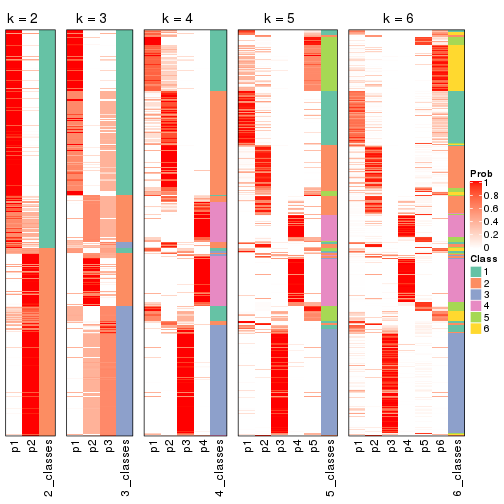 k = 2
k = 3
k = 4
k = 5
k = 6
Prob
1
0.8
0.6
0.4
0.2
0
Class
1
2
3
4
5
6
p1
p2
2_classes
p1
p2
p3
3_classes
p1
p2
p3
p4
4_classes
p1
p2
p3
p4
p5
5_classes
p1
p2
p3
p4
p5
p6
6_classes